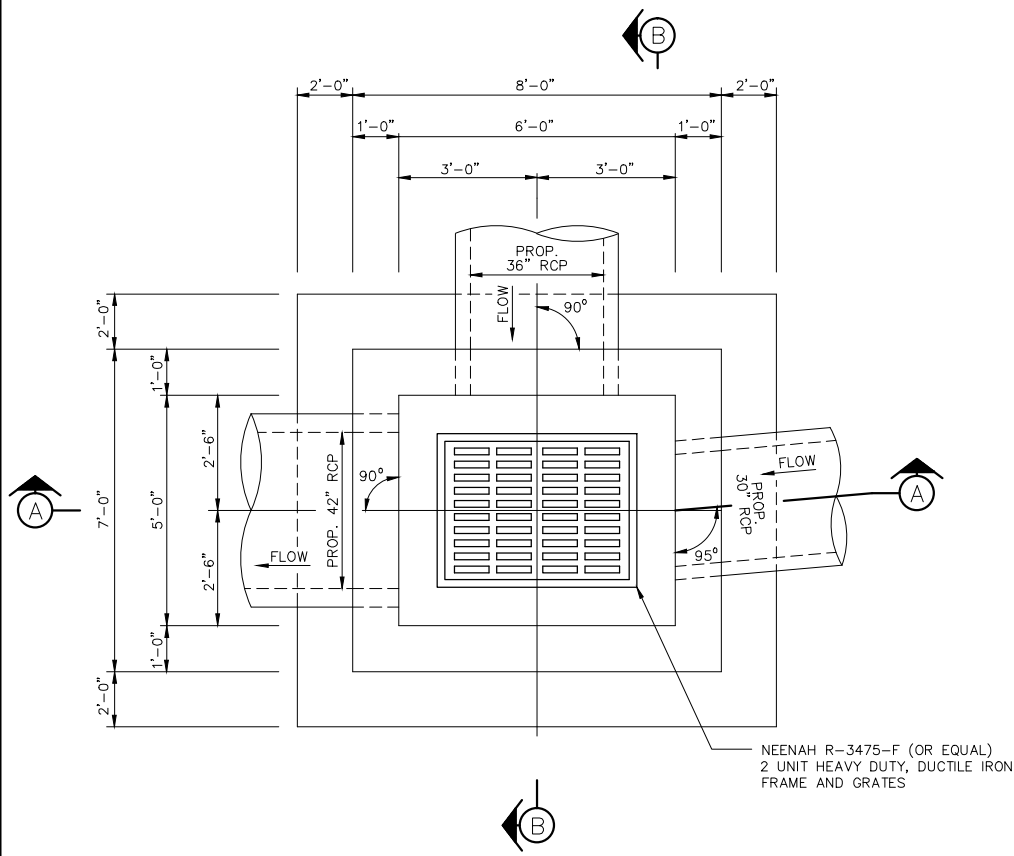 B
2'-0"
8'-0"
2'-0"
1'-0"
6'-0"
1'-0"
3'-0"
3'-0"
PROP.
36" RCP
FLOW
90°
2'-0"
1'-0"
7'-0"
5'-0"
2'-6"
2'-6"
1'-0"
2'-0"
90°
PROP. 42" RCP
FLOW
FLOW
PROP.
30" RCP
95°
A
A
NEENAH R-3475-F (OR EQUAL)
2 UNIT HEAVY DUTY, DUCTILE IRON
FRAME AND GRATES
B